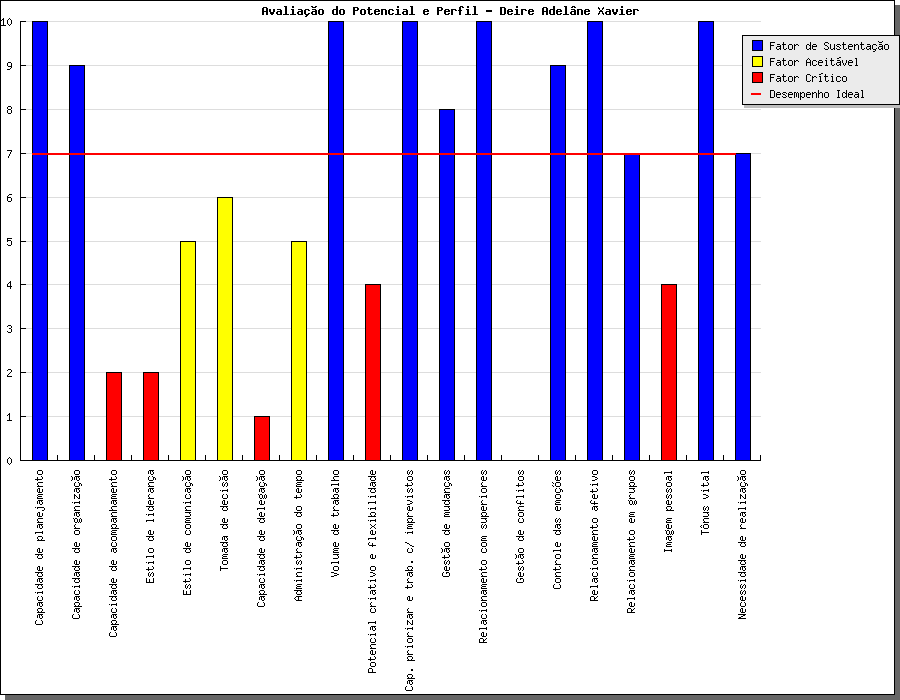 Avaliação do Potencial e Perfil - Deire Adelâne Xavier
Fator de Sustentação
Fator Aceitável
Fator Crítico
Desempenho Ideal
10
9
8
7
6
5
4
3
2
1
0
Capacidade de planejamento
Capacidade de organização
Capacidade de acompanhamento
Estilo de liderança
Estilo de comunicação
Tomada de decisão
Capacidade de delegação
Administração do tempo
Volume de trabalho
Potencial criativo e flexibilidade
Cap. priorizar e trab. c/ imprevistos
Gestão de mudanças
Relacionamento com superiores
Gestão de conflitos
Controle das emoções
Relacionamento afetivo
Relacionamento em grupos
Imagem pessoal
Tônus vital
Necessidade de realização